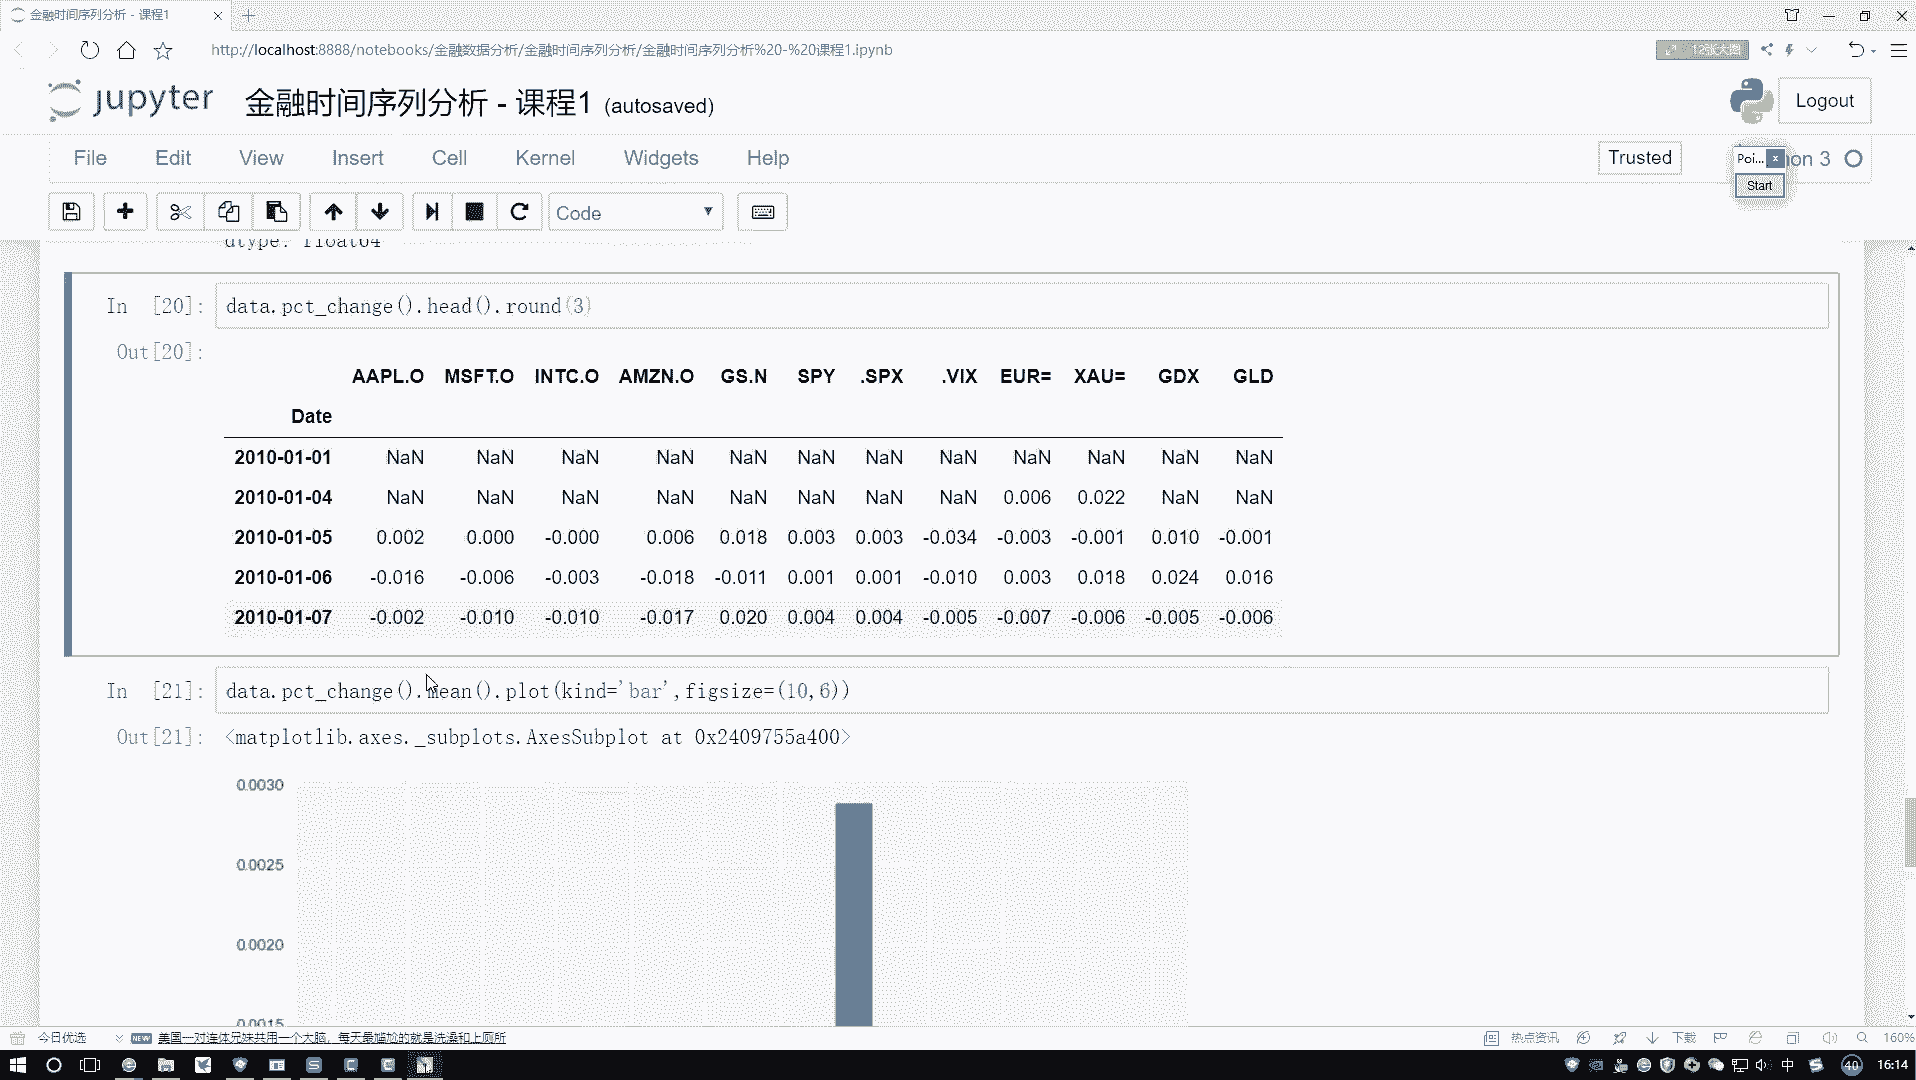 金融时间序列分析 - 课程1
http://localhost:8888/notebooks/金融数据分析/金融时间序列分析/金融时间序列分析%20-%20课程1.ipynb
12张大图
jupyter 金融时间序列分析 - 课程1 (autosaved)
Logout
File Edit View Insert Cell Kernel Widgets Help
Trusted
Poi... on 3
Start
Code
dtype: float64
In [20]: data.pct_change().head().round(3)
Out[20]:
AAPL.O MSFT.O INTC.O AMZN.O GS.N SPY .SPX .VIX EUR= XAU= GDX GLD
Date
2010-01-01 NaN NaN NaN NaN NaN NaN NaN NaN NaN NaN NaN NaN
2010-01-04 NaN NaN NaN NaN NaN NaN NaN NaN 0.006 0.022 NaN NaN
2010-01-05 0.002 0.000 -0.000 0.006 0.018 0.003 0.003 -0.034 -0.003 -0.001 0.010 -0.001
2010-01-06 -0.016 -0.006 -0.003 -0.018 -0.011 0.001 0.001 -0.010 0.003 0.018 0.024 0.016
2010-01-07 -0.002 -0.010 -0.010 -0.017 0.020 0.004 0.004 -0.005 -0.007 -0.006 -0.005 -0.006
In [21]: data.pct_change().mean().plot(kind='bar',figsize=(10,6))
Out[21]: <matplotlib.axes._subplots.AxesSubplot at 0x2409755a400>
0.0030
0.0025
0.0020
0.0015
今日优选
NEW 美国一对连体兄妹共用一个大脑，每天最尴尬的就是洗澡和上厕所
热点资讯
下载
160%
中
40
16:14